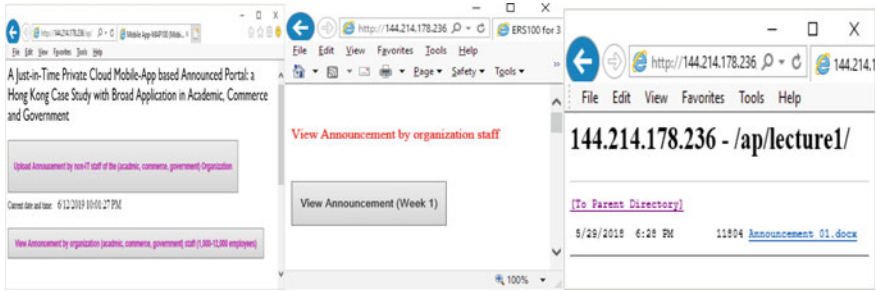 http://144.214.178.236/ap/
Mobile App-MAP100 (Mob...
File Edit View Favorites Tools Help
A Just-in-Time Private Cloud Mobile-App based Announced Portal: a
Hong Kong Case Study with Broad Application in Academic, Commerce
and Government
Upload Announcement by non-IT staff of the (acadmic, commerce, government) Organization
Current date and time: 6/12/2019 10:01:27 PM
View Announcement by organization (acadmic, commerce, government) staff (1,000-12,000 employees)
http://144.214.178.236
ERS100 for 3
File Edit View Favorites Tools Help
Page Safety Tools
View Announcement by organization staff
View Announcement (Week 1)
100%
http://144.214.178.236
144.214.1
File Edit View Favorites Tools Help
144.214.178.236 - /ap/lecture1/
[To Parent Directory]
5/29/2018 6:28 PM 11804 Announcement 01.docx